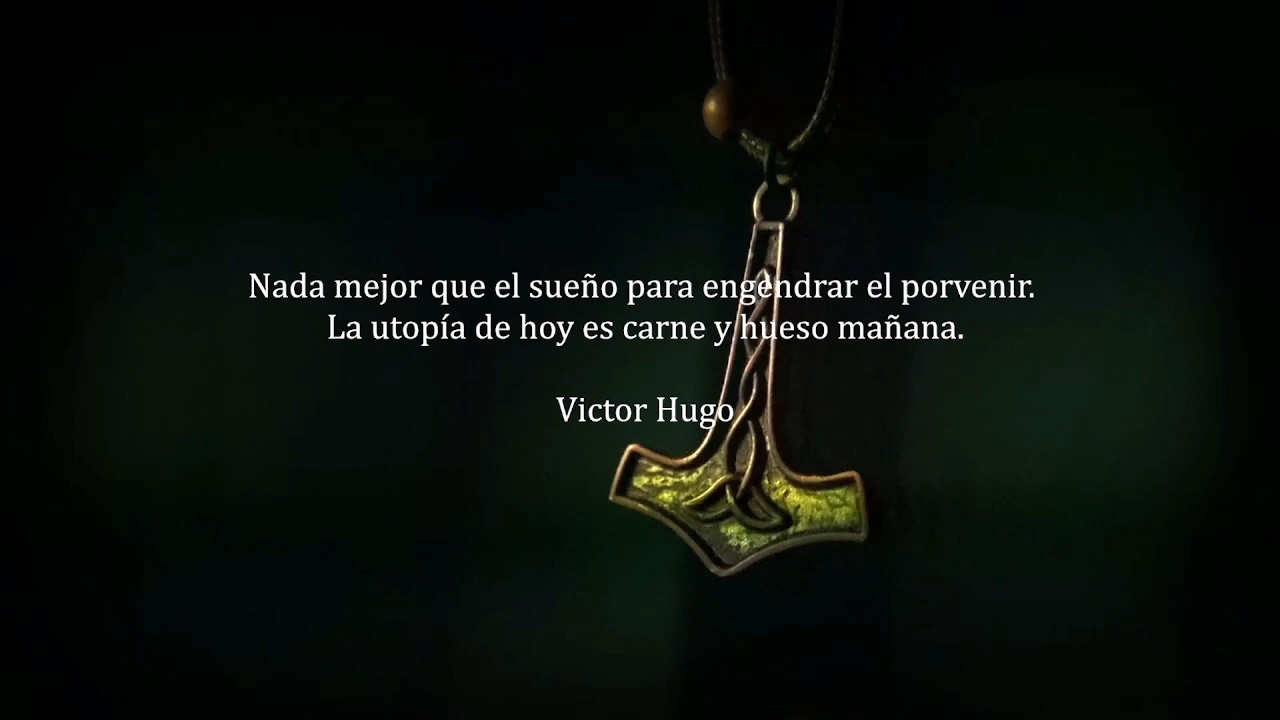 Nada mejor que el sueño para engendrar el porvenir.
La utopía de hoy es carne y hueso mañana.
Victor Hugo